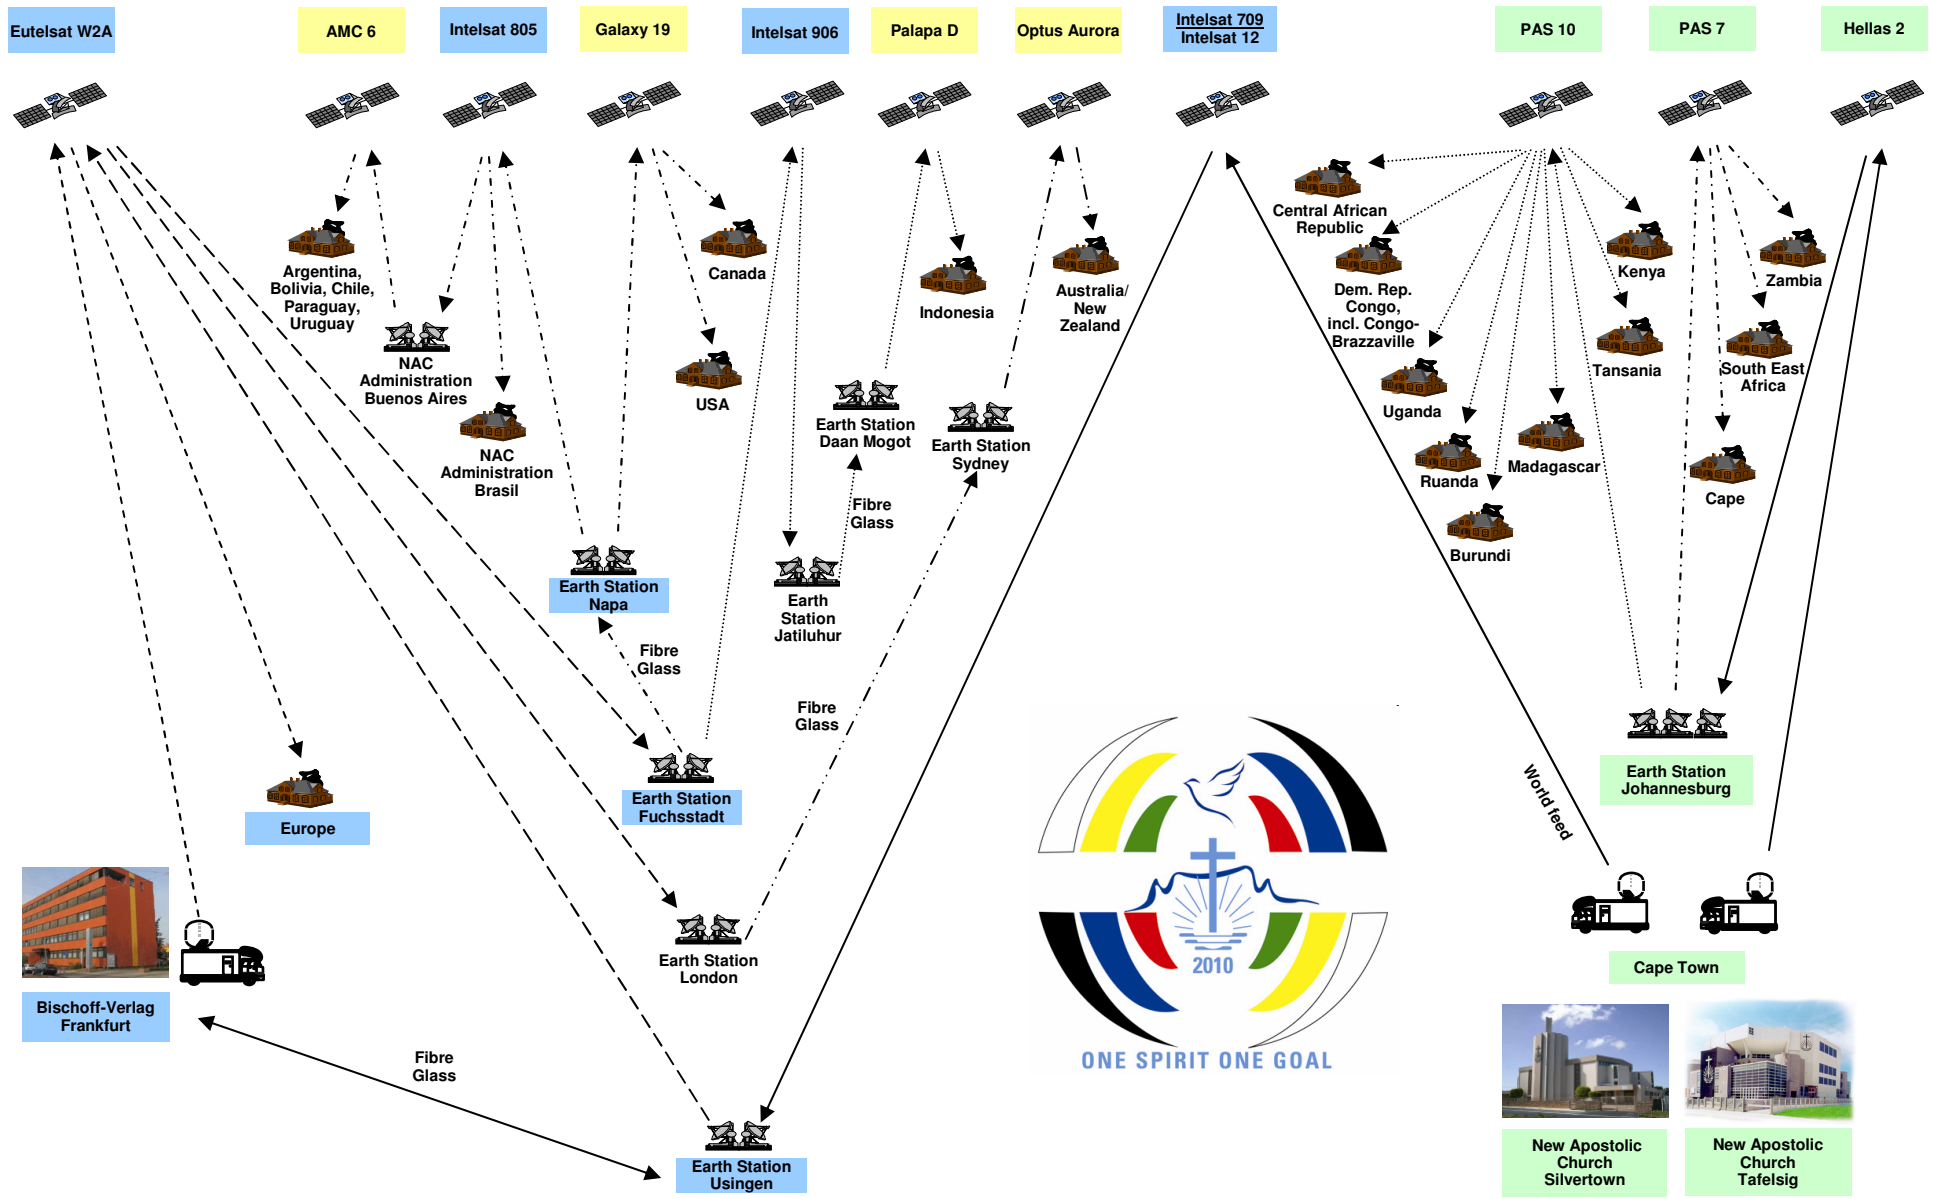 Eutelsat W2A
AMC 6
Intelsat 805
Galaxy 19
Intelsat 906
Palapa D
Optus Aurora
Intelsat 709
Intelsat 12
PAS 10
PAS 7
Hellas 2
Argentina,
Bolivia, Chile,
Paraguay,
Uruguay
NAC
Administration
Buenos Aires
NAC
Administration
Brasil
Canada
USA
Indonesia
Australia/
New
Zealand
Earth Station
Daan Mogot
Earth Station
Sydney
Fibre
Glass
Earth Station
Napa
Earth
Station
Jatiluhur
Fibre
Glass
Fibre
Glass
Earth Station
Fuchsstadt
Europe
Earth Station
London
Bischoff-Verlag
Frankfurt
Fibre
Glass
Earth Station
Usingen
Central African
Republic
Dem. Rep.
Congo,
incl. Congo-
Brazzaville
Uganda
Ruanda
Burundi
Madagascar
Kenya
Tansania
Zambia
South East
Africa
Cape
Earth Station
Johannesburg
World feed
Cape Town
2010
ONE SPIRIT ONE GOAL
New Apostolic
Church
Silvertown
New Apostolic
Church
Tafelsig